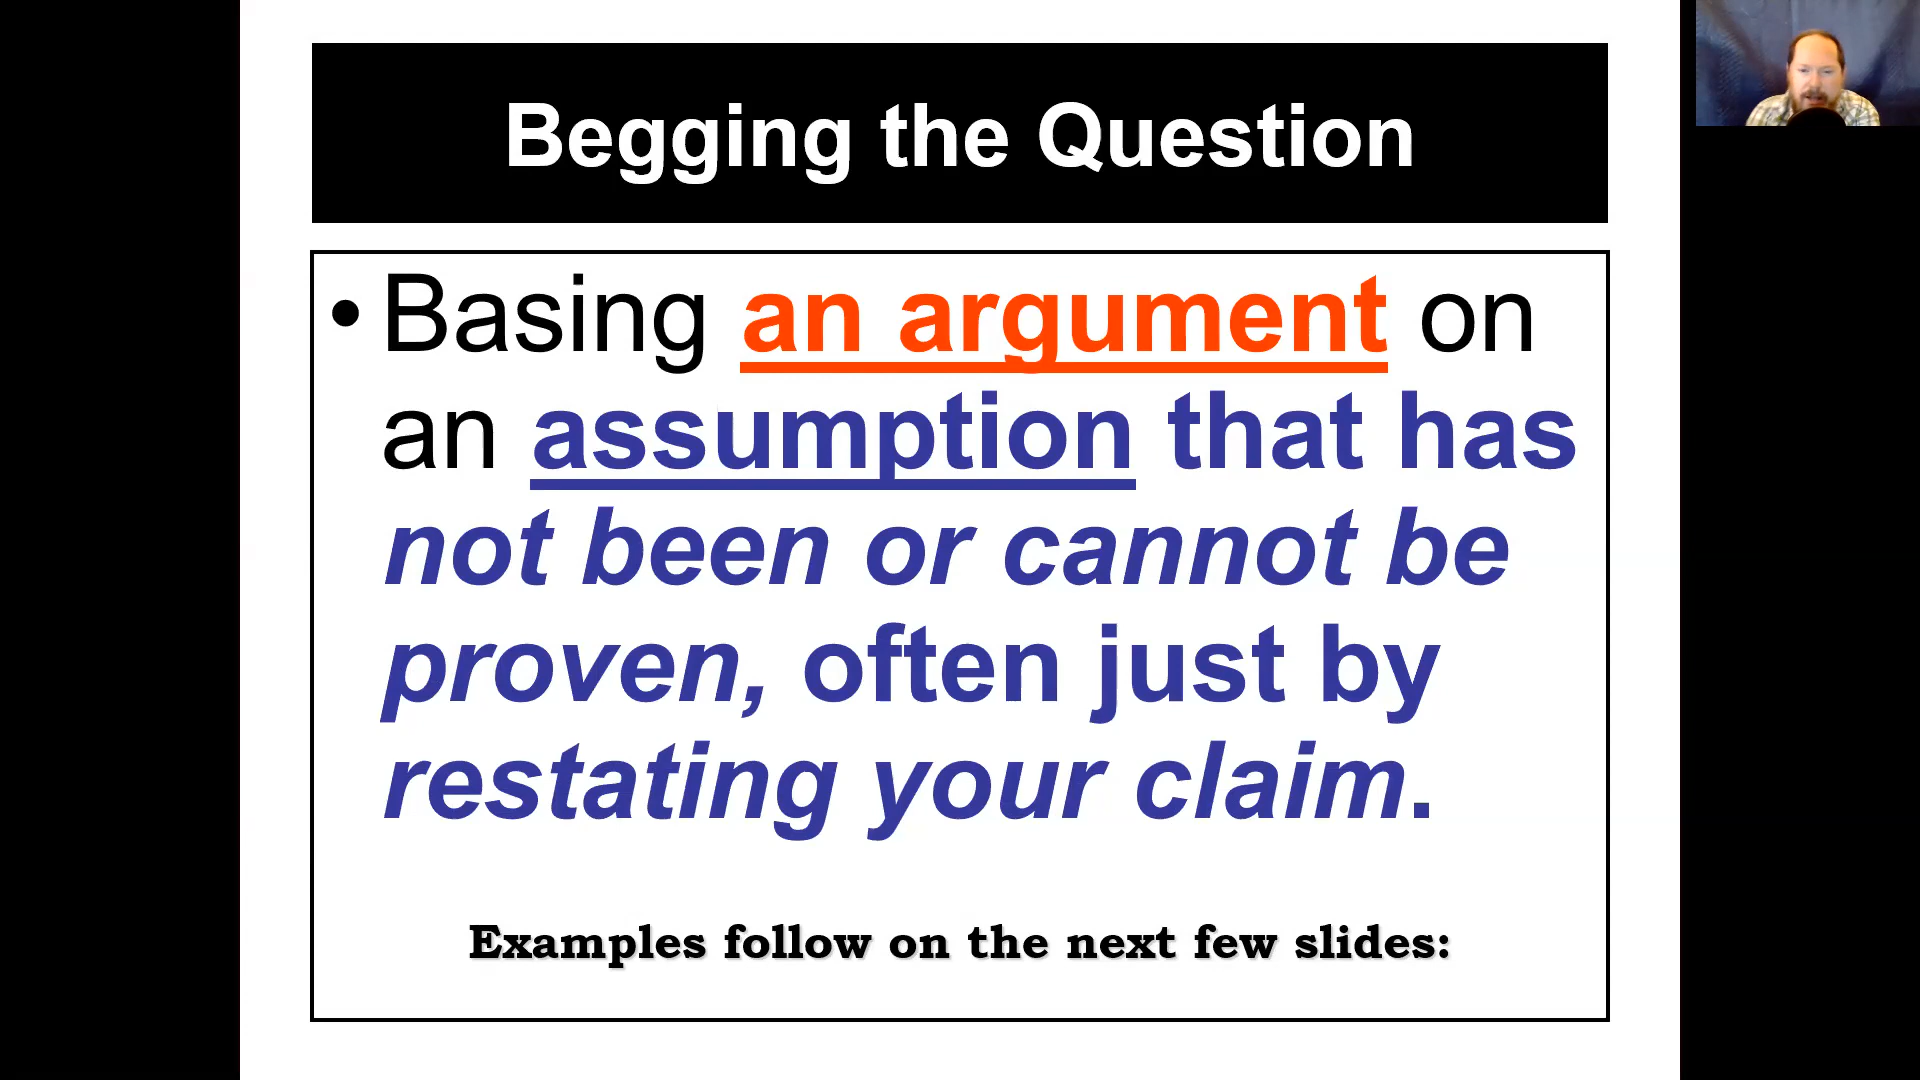 Begging the Question
• Basing an argument on
an assumption that has
not been or cannot be
proven, often just by
restating your claim.
Examples follow on the next few slides: